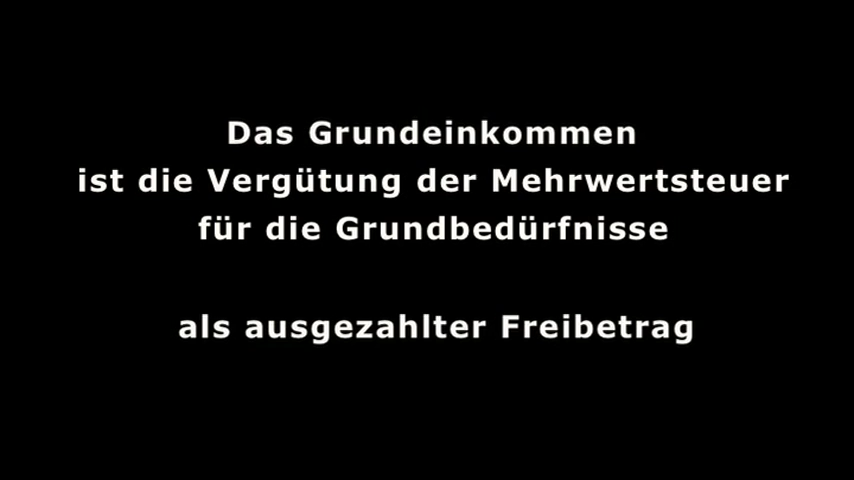 Das Grundeinkommen
ist die Vergütung der Mehrwertsteuer
für die Grundbedürfnisse
als ausgezahlter Freibetrag